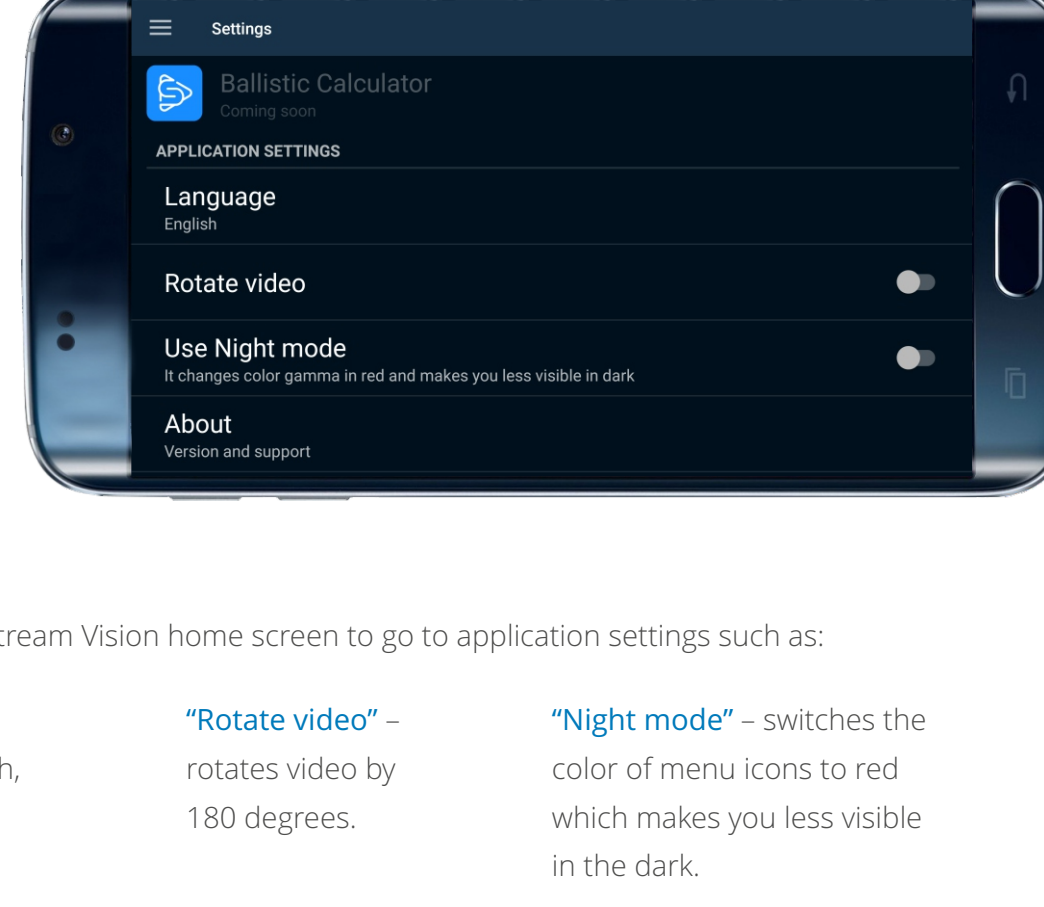 Settings
Ballistic Calculator
Coming soon
APPLICATION SETTINGS
Language
English
Rotate video
Use Night mode
It changes color gamma in red and makes you less visible in dark
About
Version and support
tream Vision home screen to go to application settings such as:
“Rotate video” –
rotates video by
180 degrees.
h,
“Night mode” – switches the
color of menu icons to red
which makes you less visible
in the dark.